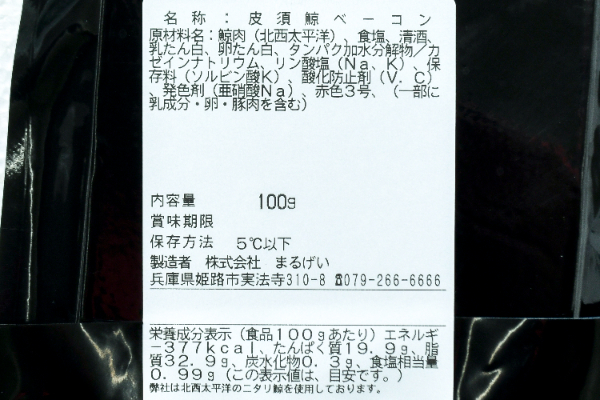 名称：皮須鯨ベーコン
原材料名：鯨肉（北西太平洋）、食塩、清酒、
乳たん白、卵たん白、タンパク加水分解物／カ
ゼインナトリウム、リン酸塩（Na、K）、保
存料（ソルビン酸K）、酸化防止剤（V．C）
、発色剤（亜硝酸Na）、赤色3号、（一部に
乳成分・卵・豚肉を含む）
内容量 100g
賞味期限
保存方法 5℃以下
製造者 株式会社 まるげい
兵庫県姫路市実法寺310-8 ☎079-266-6666
栄養成分表示（食品100gあたり）エネルギ
ー377kcal、たんぱく質19．9g、脂
質32．9g、炭水化物0．3g、食塩相当量
0．99g（この表示値は、目安です。）
弊社は北西太平洋のニタリ鯨を使用しております。